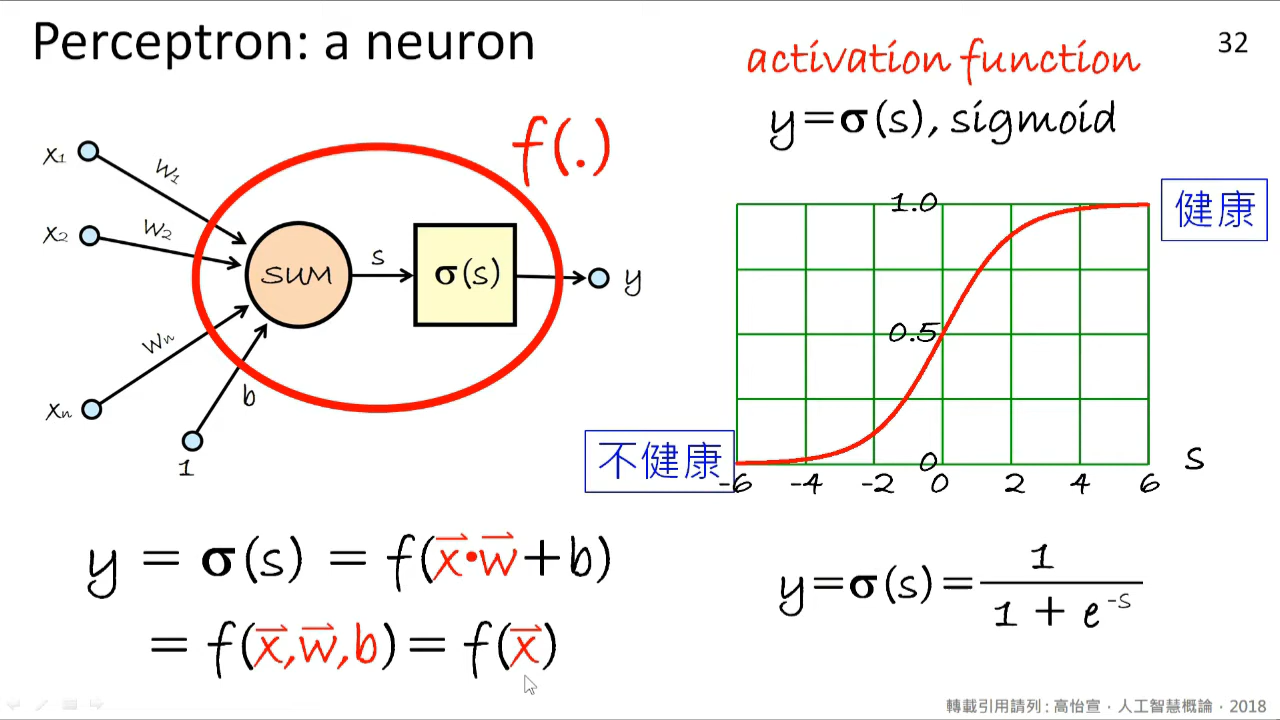 Perceptron: a neuron
32
activation function
y=σ(s), sigmoid
f(.)
x₁
w₁
x₂
w₂
SUM
s
σ(s)
y
wₙ
xₙ
b
1
健康
1.0
0.5
0
不健康
-6 -4 -2 0 2 4 6
s
y = σ(s) = f(x⃗•w⃗+b)
= f(x⃗,w⃗,b) = f(x⃗)
y=σ(s)=1/(1 + e⁻ˢ)
轉載引用請列：高怡宣，人工智慧概論，2018